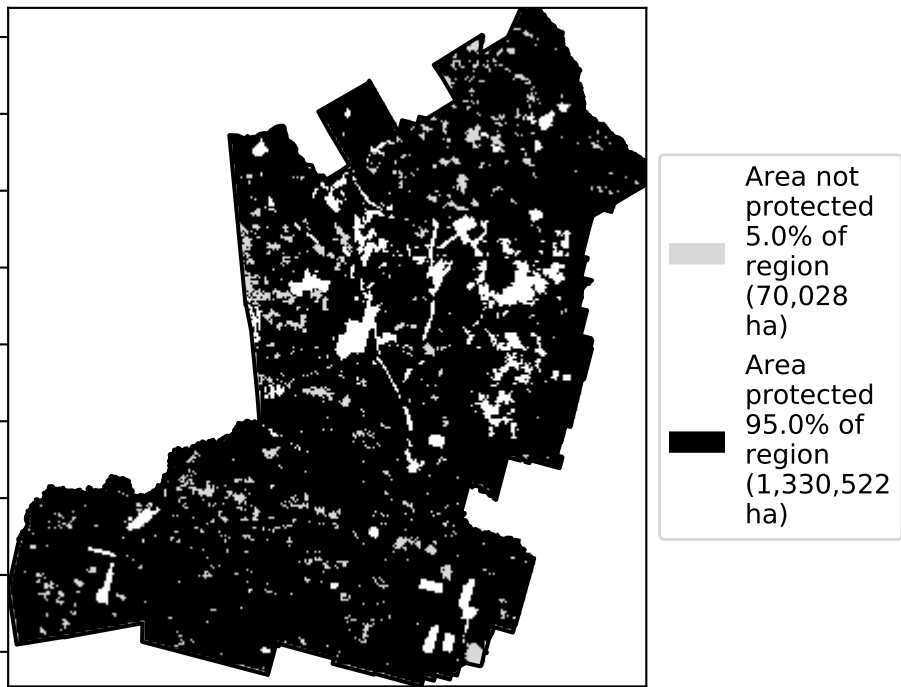 Area not
protected
5.0% of
region
(70,028
ha)
Area
protected
95.0% of
region
(1,330,522
ha)